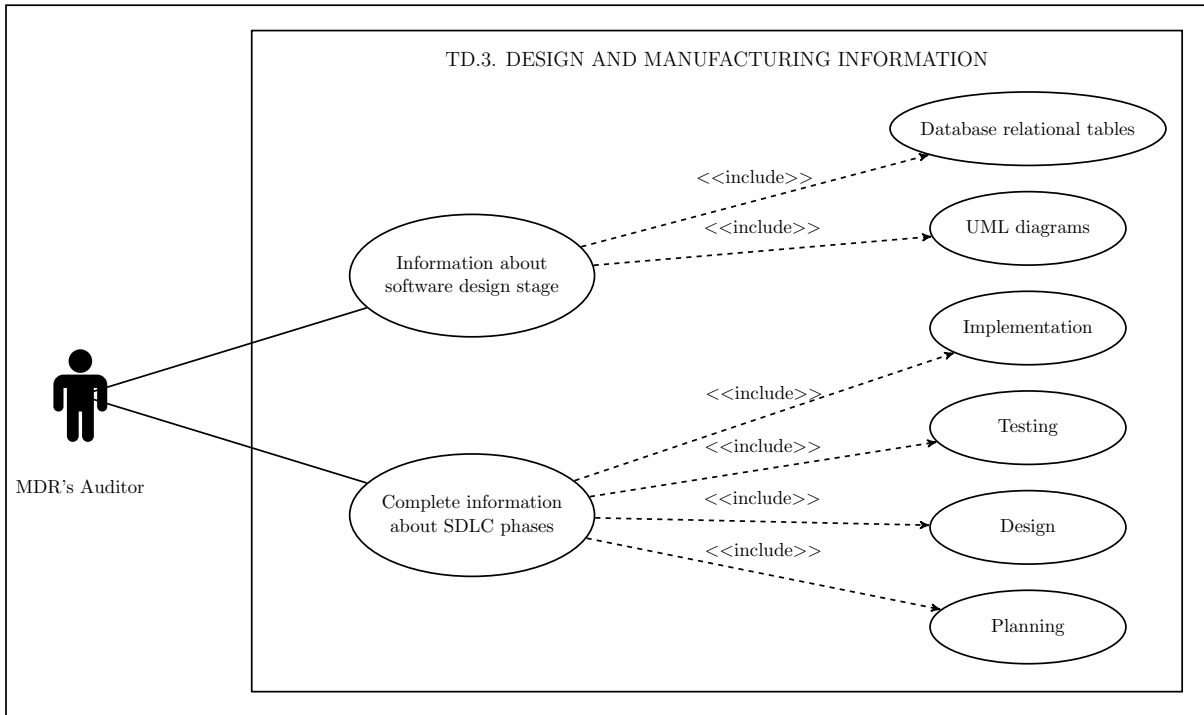 TD.3. DESIGN AND MANUFACTURING INFORMATION
Database relational tables
<<include>>
UML diagrams
<<include>>
Information about
software design stage
Implementation
<<include>>
Testing
<<include>>
MDR's Auditor
Complete information
about SDLC phases
<<include>>
Design
<<include>>
Planning